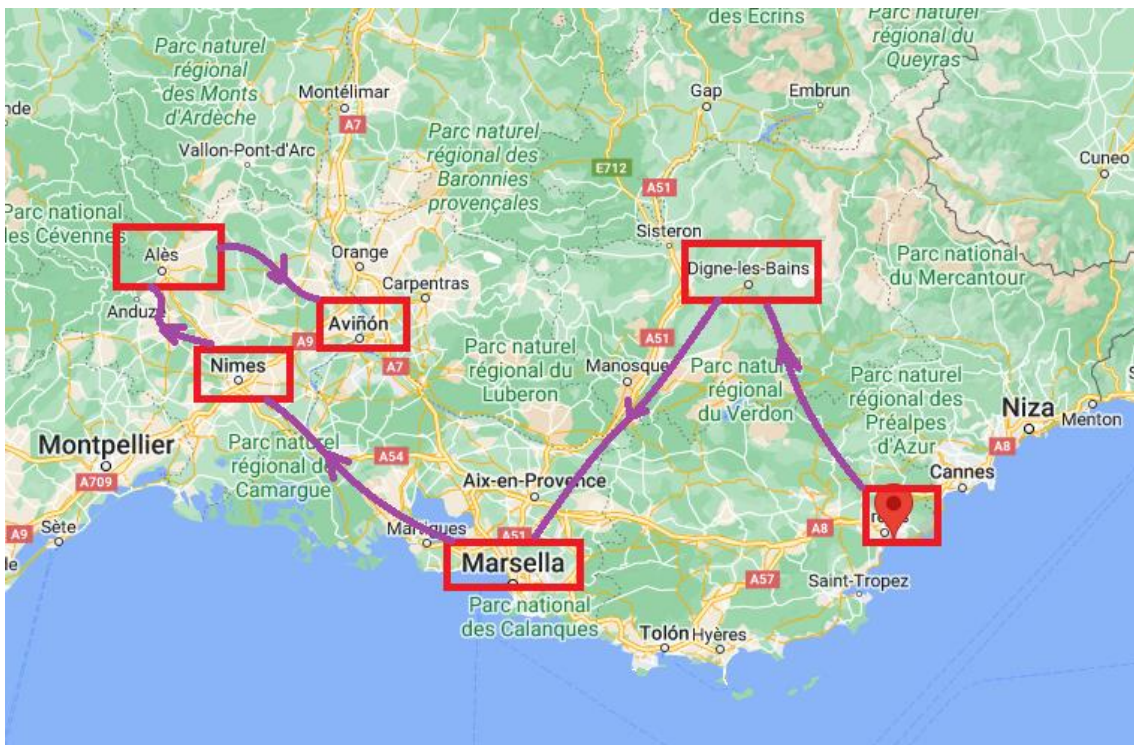 des Ecrins
Parc naturel
régional du
Queyras
Parc naturel
régional
des Monts
d'Ardèche
Montélimar
A7
Gap
Embrun
Vallon-Pont-d'Arc
Parc naturel
régional des
Baronnies
provençales
E712
A51
Cuneo
Parc national
des Cévennes
Alès
Orange
Sisteron
Digne-les-Bains
Parc national
du Mercantour
Carpentras
Anduze
Aviñón
A9
A7
A51
Nimes
Parc naturel
régional du
Luberon
Manosque
Parc naturel
régional
du Verdon
Parc naturel
régional des
Préalpes
d'Azur
Niza
Menton
A8
Montpellier
A709
Parc naturel
régional de
Camargue
A54
Aix-en-Provence
Cannes
A9
Sète
Martigues
A51
A8
Marsella
A57
Saint-Tropez
Parc national
des Calanques
Tolón
Hyères